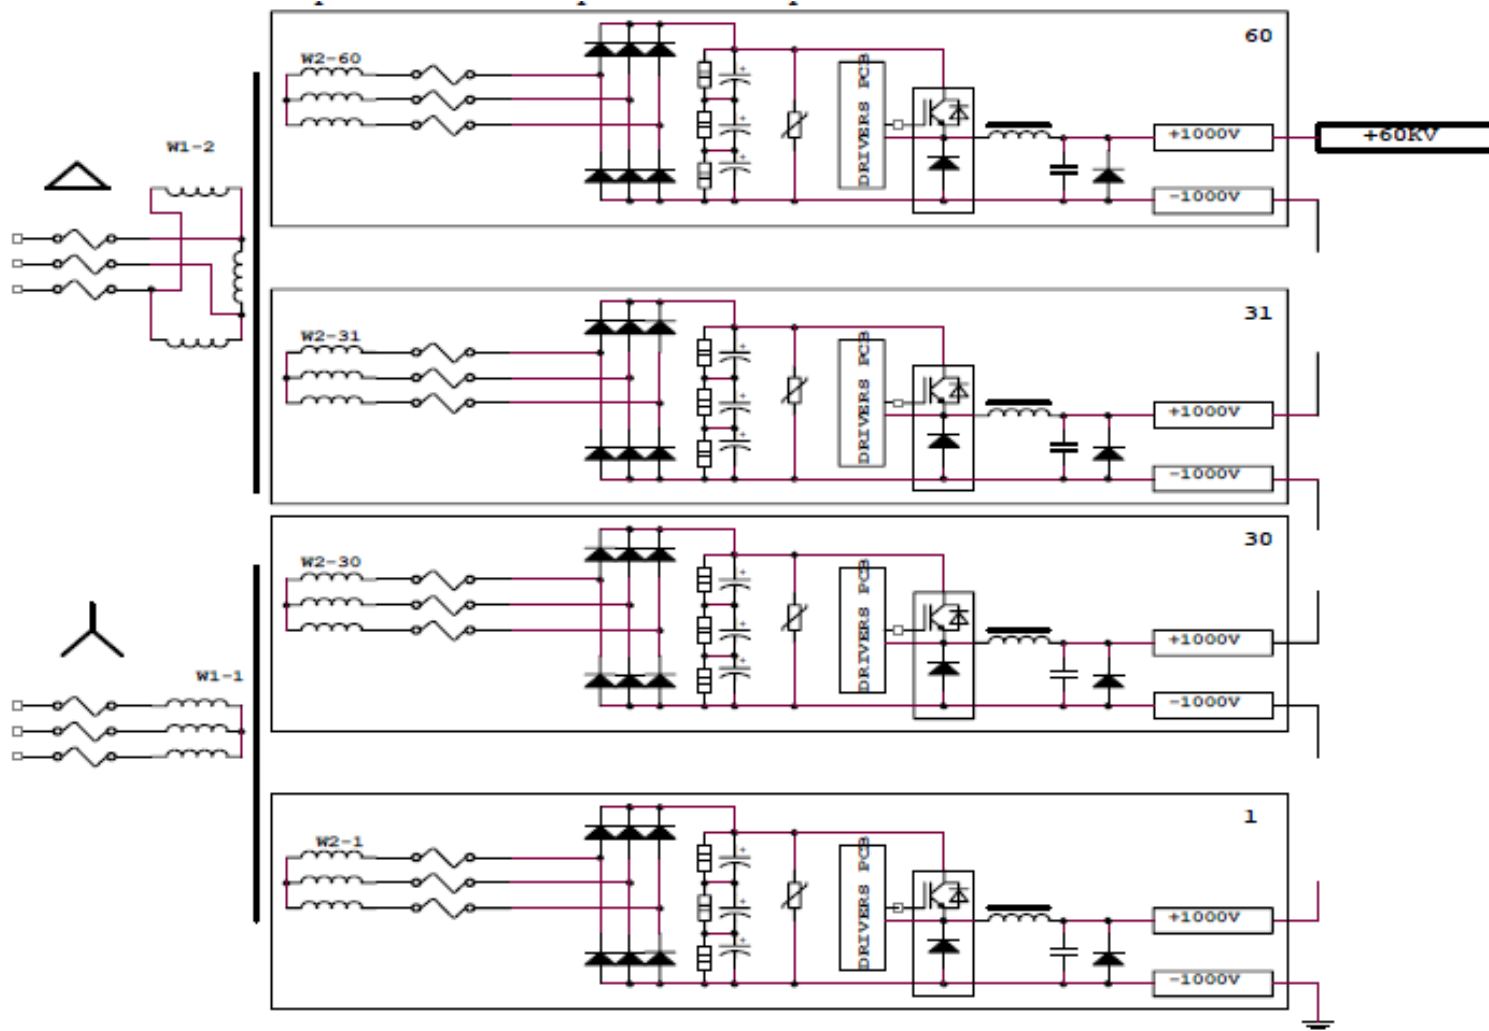 60
W2-60
DRIVERS PCB
+1000V
+60KV
-1000V
W1-2
31
W2-31
DRIVERS PCB
+1000V
-1000V
30
W2-30
DRIVERS PCB
+1000V
-1000V
W1-1
1
W2-1
DRIVERS PCB
+1000V
-1000V